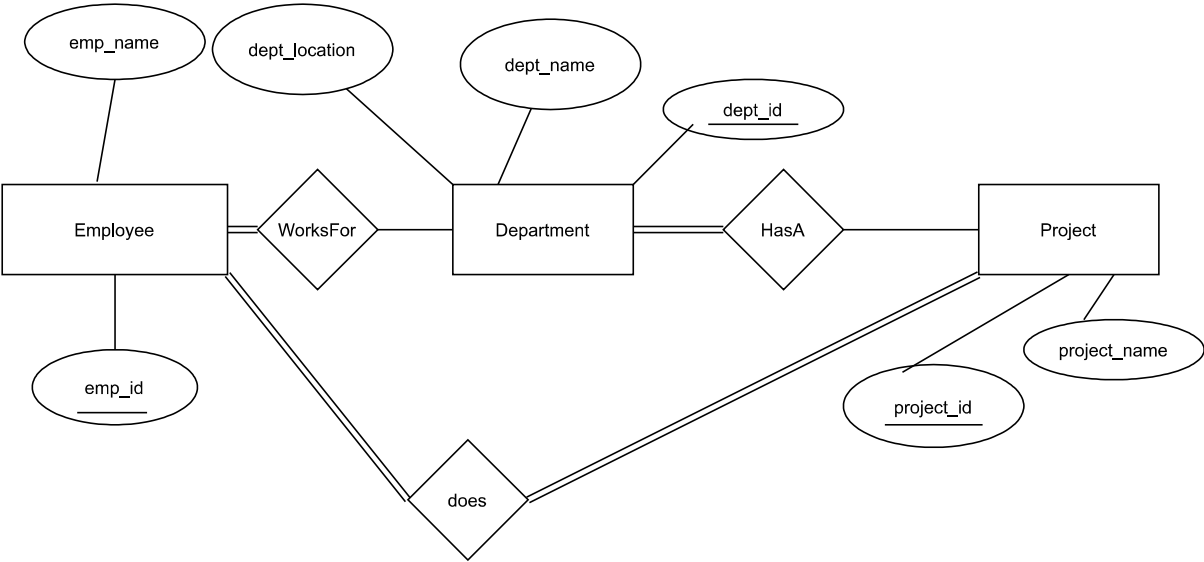 emp_name
dept_location
dept_name
dept_id
Employee
WorksFor
Department
HasA
Project
emp_id
project_name
project_id
does